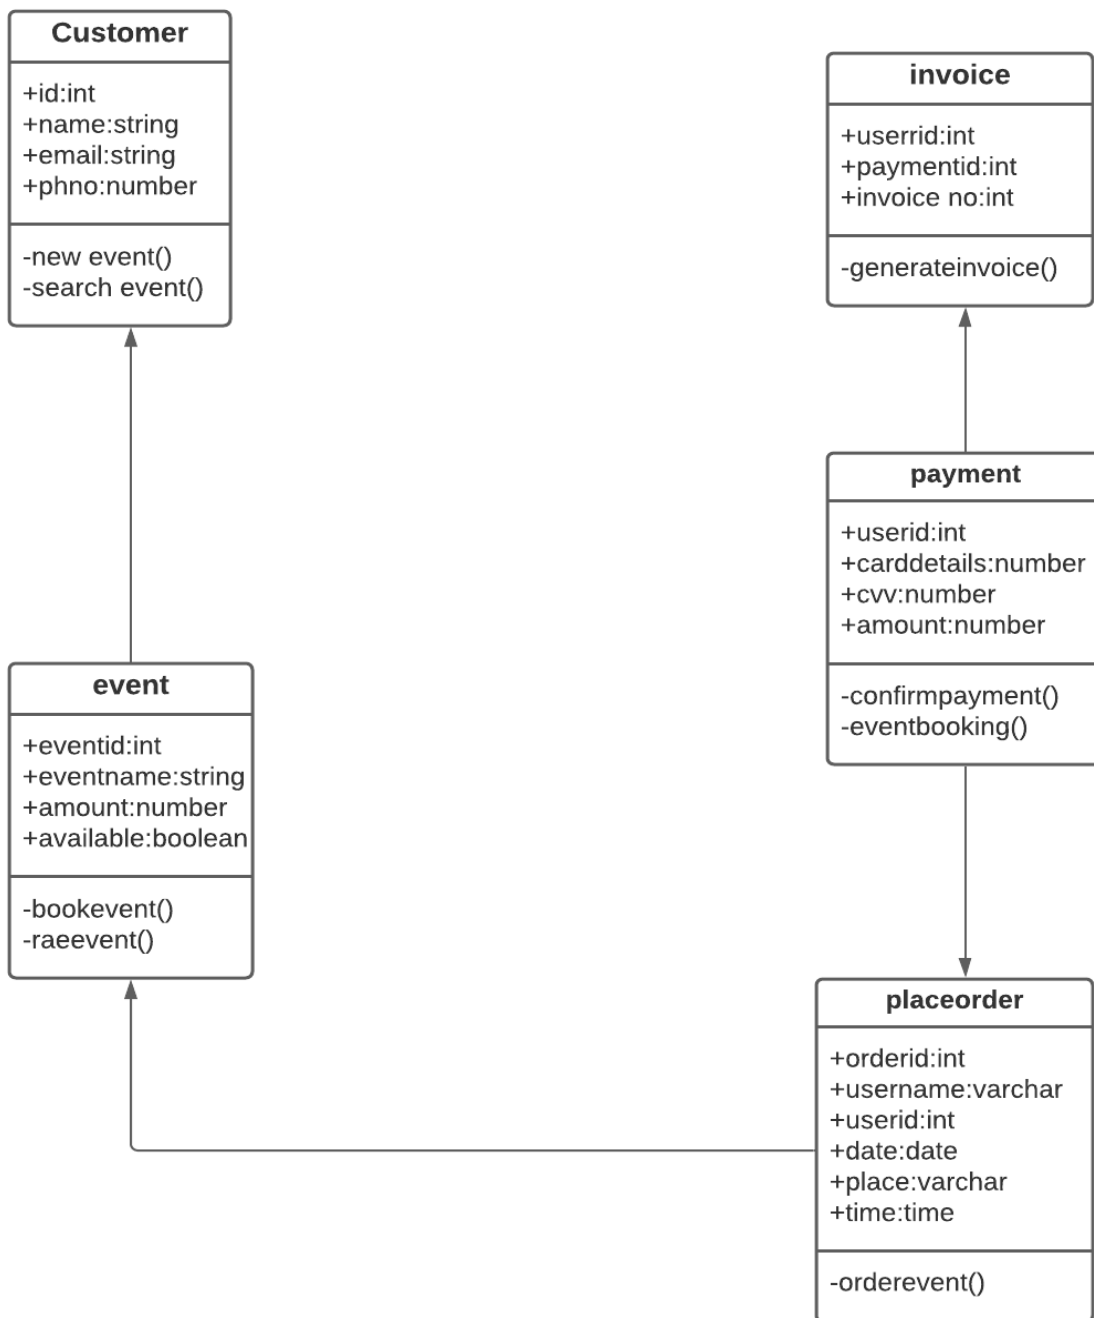 Customer
+id:int
+name:string
+email:string
+phno:number
-new event()
-search event()
invoice
+userrid:int
+paymentid:int
+invoice no:int
-generateinvoice()
payment
+userid:int
+carddetails:number
+cvv:number
+amount:number
-confirmpayment()
-eventbooking()
event
+eventid:int
+eventname:string
+amount:number
+available:boolean
-bookevent()
-raeevent()
placeorder
+orderid:int
+username:varchar
+userid:int
+date:date
+place:varchar
+time:time
-orderevent()